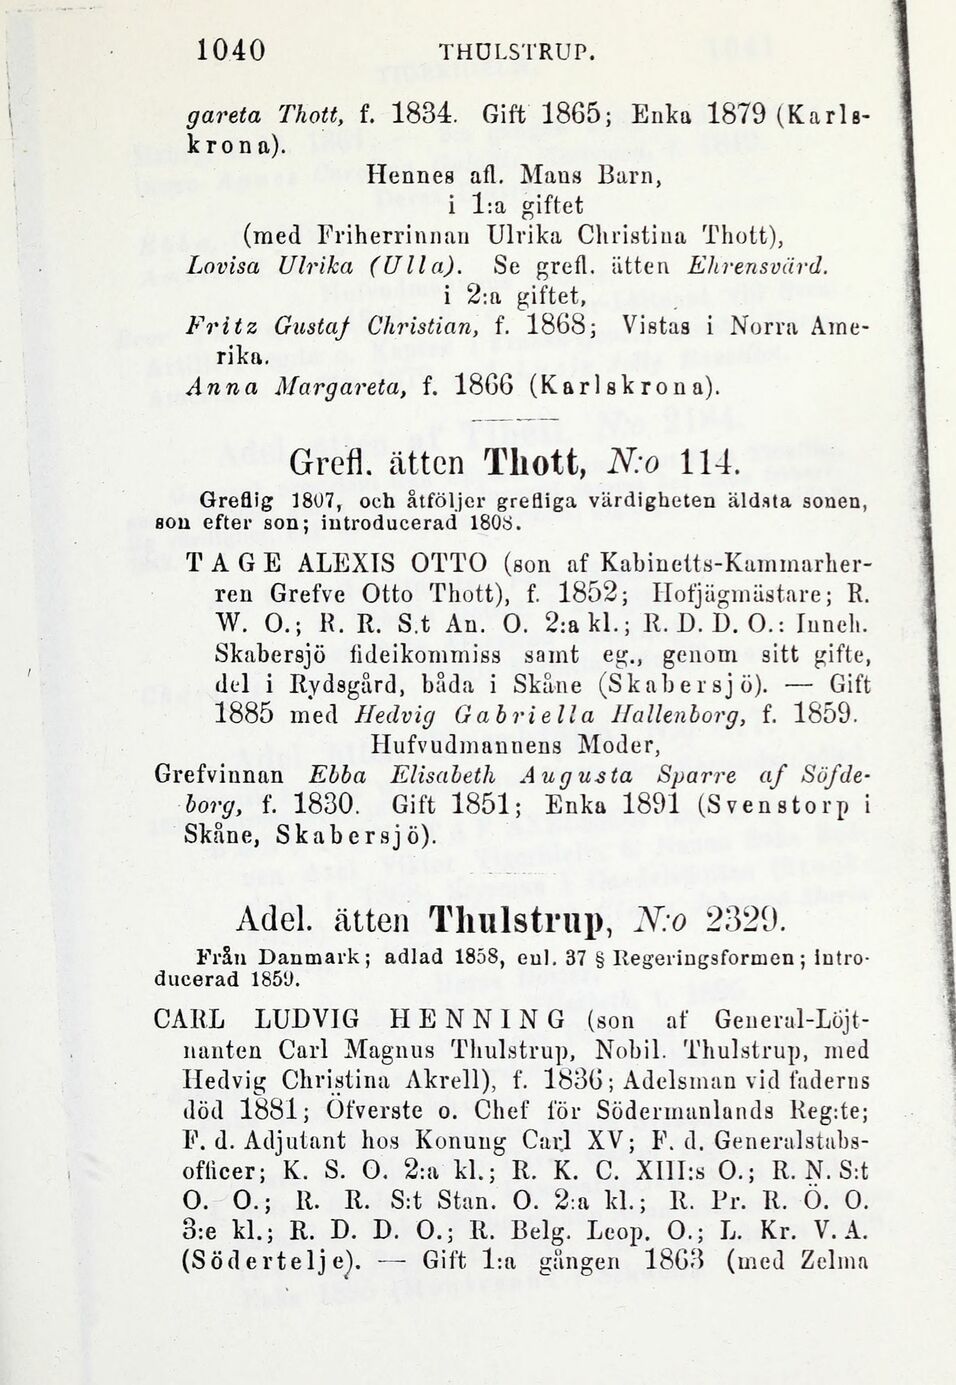 1040 THULSTRUP.
gareta Thott, f. 1834. Gift 1865; Enka 1879 (Karls-
krona).
Hennes afl. Mans Barn,
i 1:a giftet
(med Friherrinnan Ulrika Christina Thott),
Lovisa Ulrika (Ulla). Se grefl. ätten Ehrensvärd.
i 2:a giftet,
Fritz Gustaf Christian, f. 1868; Vistas i Norra Ame-
rika.
Anna Margareta, f. 1866 (Karlskrona).
Grefl. ätten Thott, N:o 114.
Greflig 1807, och åtföljer grefliga värdigheten äldsta sonen,
son efter son; introducerad 1808.
TAGE ALEXIS OTTO (son af Kabinetts-Kammarher-
ren Grefve Otto Thott), f. 1852; Hofjägmästare; R.
W. O.; R. R. S.t An. O. 2:a kl.; R. D. D. O.: Inneh.
Skabersjö fideikommiss samt eg., genom sitt gifte,
del i Rydsgård, båda i Skåne (Skabersjö). — Gift
1885 med Hedvig Gabriella Hallenborg, f. 1859.
Hufvudmannens Moder,
Grefvinnan Ebba Elisabeth Augusta Sparre af Söfde-
borg, f. 1830. Gift 1851; Enka 1891 (Svenstorp i
Skåne, Skabersjö).
Adel. ätten Thulstrup, N:o 2329.
Från Danmark; adlad 1858, enl. 37 § Regeringsformen; intro-
ducerad 1859.
CARL LUDVIG HENNING (son af General-Löjt-
nanten Carl Magnus Thulstrup, Nobil. Thulstrup, med
Hedvig Christina Akrell), f. 1836; Adelsman vid faderns
död 1881; Öfverste o. Chef för Södermanlands Reg:te;
F. d. Adjutant hos Konung Carl XV; F. d. Generalstabs-
officer; K. S. O. 2:a kl.; R. K. C. XIII:s O.; R. N. S:t
O. O.; R. R. S:t Stan. O. 2:a kl.; R. Pr. R. Ö. O.
3:e kl.; R. D. D. O.; R. Belg. Leop. O.; L. Kr. V. A.
(Södertelje). — Gift 1:a gången 1863 (med Zelma